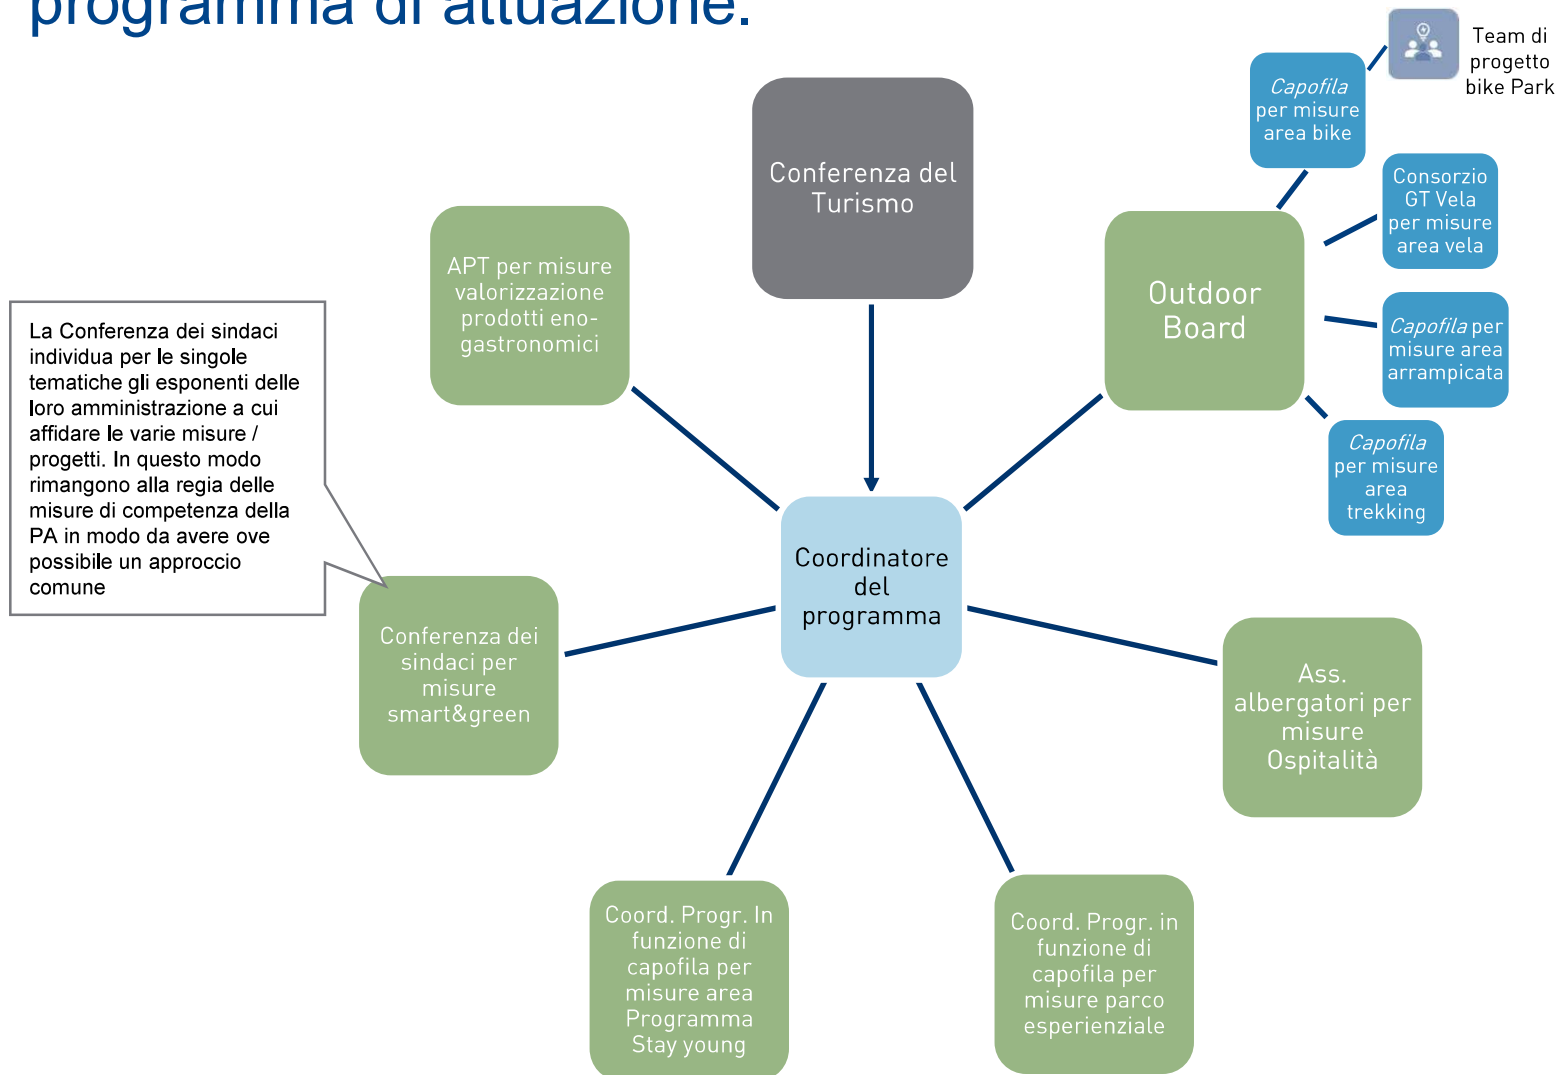 programma di attuazione.
Team di
progetto
bike Park
Capofila
per misure
area bike
Conferenza del
Turismo
Consorzio
GT Vela
per misure
area vela
APT per misure
valorizzazione
prodotti eno-
gastronomici
Outdoor
Board
Capofila per
misure area
arrampicata
La Conferenza dei sindaci
individua per le singole
tematiche gli esponenti delle
loro amministrazione a cui
affidare le varie misure /
progetti. In questo modo
rimangono alla regia delle
misure di competenza della
PA in modo da avere ove
possibile un approccio
comune
Capofila
per misure
area
trekking
Coordinatore
del
programma
Conferenza dei
sindaci per
misure
smart&green
Ass.
albergatori per
misure
Ospitalità
Coord. Progr. In
funzione di
capofila per
misure area
Programma
Stay young
Coord. Progr. in
funzione di
capofila per
misure parco
esperienziale